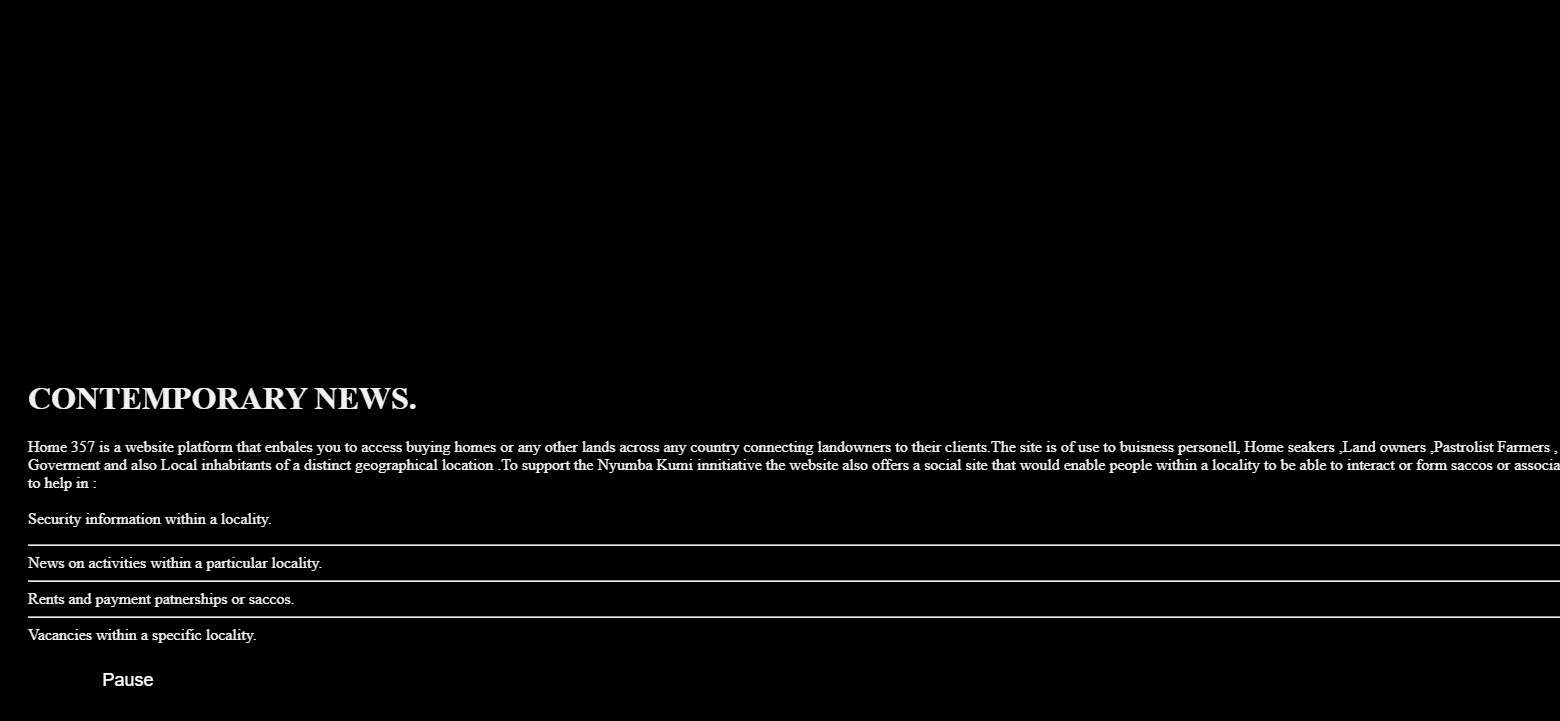 CONTEMPORARY NEWS.
Home 357 is a website platform that enbales you to access buying homes or any other lands across any country connecting landowners to their clients.The site is of use to buisness personell, Home seakers ,Land owners ,Pastrolist Farmers ,
Goverment and also Local inhabitants of a distinct geographical location .To support the Nyumba Kumi innitiative the website also offers a social site that would enable people within a locality to be able to interact or form saccos or associa
to help in :
Security information within a locality.
News on activities within a particular locality.
Rents and payment patnerships or saccos.
Vacancies within a specific locality.
Pause